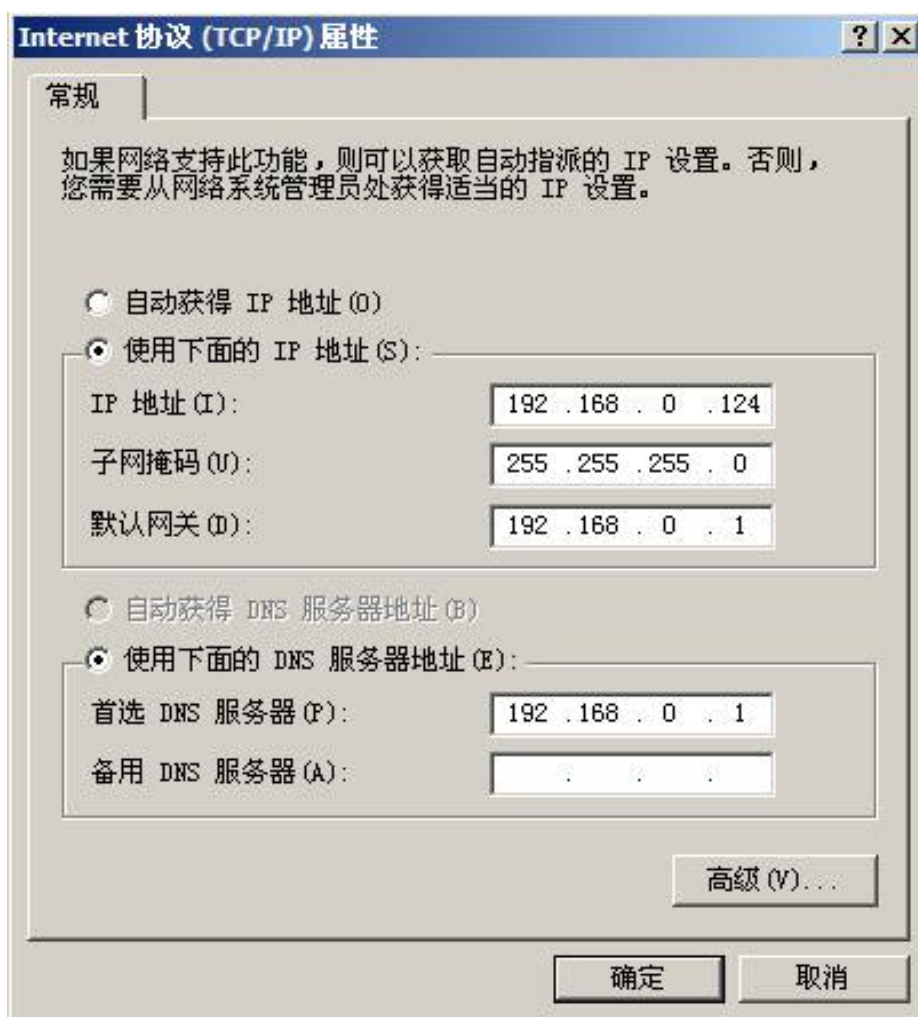 Internet 协议 (TCP/IP) 属性
常规
如果网络支持此功能，则可以获取自动指派的 IP 设置。否则，
您需要从网络系统管理员处获得适当的 IP 设置。
自动获得 IP 地址(O)
使用下面的 IP 地址(S):
IP 地址(I): 192 .168 . 0 .124
子网掩码(U): 255 .255 .255 . 0
默认网关(D): 192 .168 . 0 . 1
自动获得 DNS 服务器地址(B)
使用下面的 DNS 服务器地址(E):
首选 DNS 服务器(P): 192 .168 . 0 . 1
备用 DNS 服务器(A): . . .
高级(V)...
确定 取消